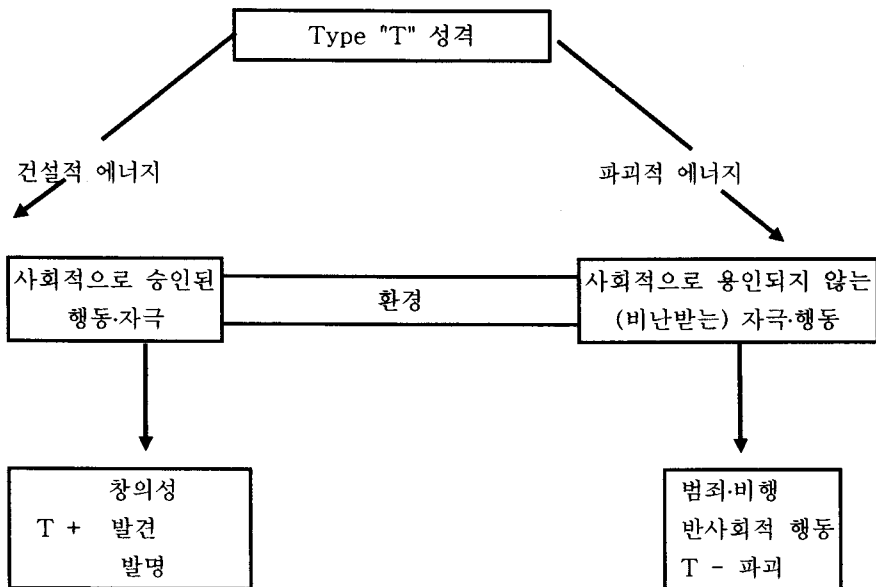 Type "T" 성격
건설적 에너지
파괴적 에너지
사회적으로 승인된
행동·자극
환경
사회적으로 용인되지 않는
(비난받는) 자극·행동
창의성
T + 발견
발명
범죄·비행
반사회적 행동
T - 파괴